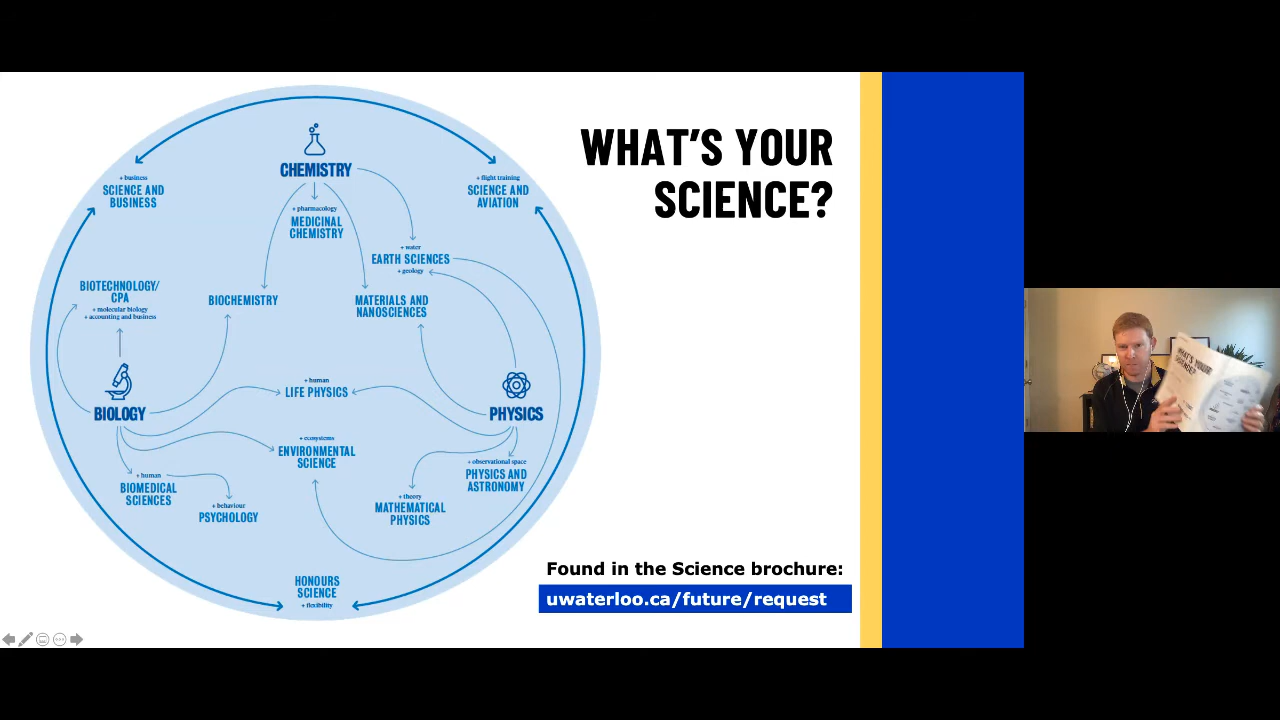 WHAT'S YOUR
SCIENCE?
CHEMISTRY
+ business
SCIENCE AND
BUSINESS
+ flight training
SCIENCE AND
AVIATION
+ pharmacology
MEDICINAL
CHEMISTRY
+ water
EARTH SCIENCES
+ geology
BIOTECHNOLOGY/
CPA
+ molecular biology
+ accounting and business
BIOCHEMISTRY
MATERIALS AND
NANOSCIENCES
+ human
LIFE PHYSICS
BIOLOGY
PHYSICS
+ ecosystems
ENVIRONMENTAL
SCIENCE
+ observational space
PHYSICS AND
ASTRONOMY
+ human
BIOMEDICAL
SCIENCES
+ behaviour
PSYCHOLOGY
+ theory
MATHEMATICAL
PHYSICS
HONOURS
SCIENCE
+ flexibility
Found in the Science brochure:
uwaterloo.ca/future/request
WHAT'S YOUR
SCIENCE?